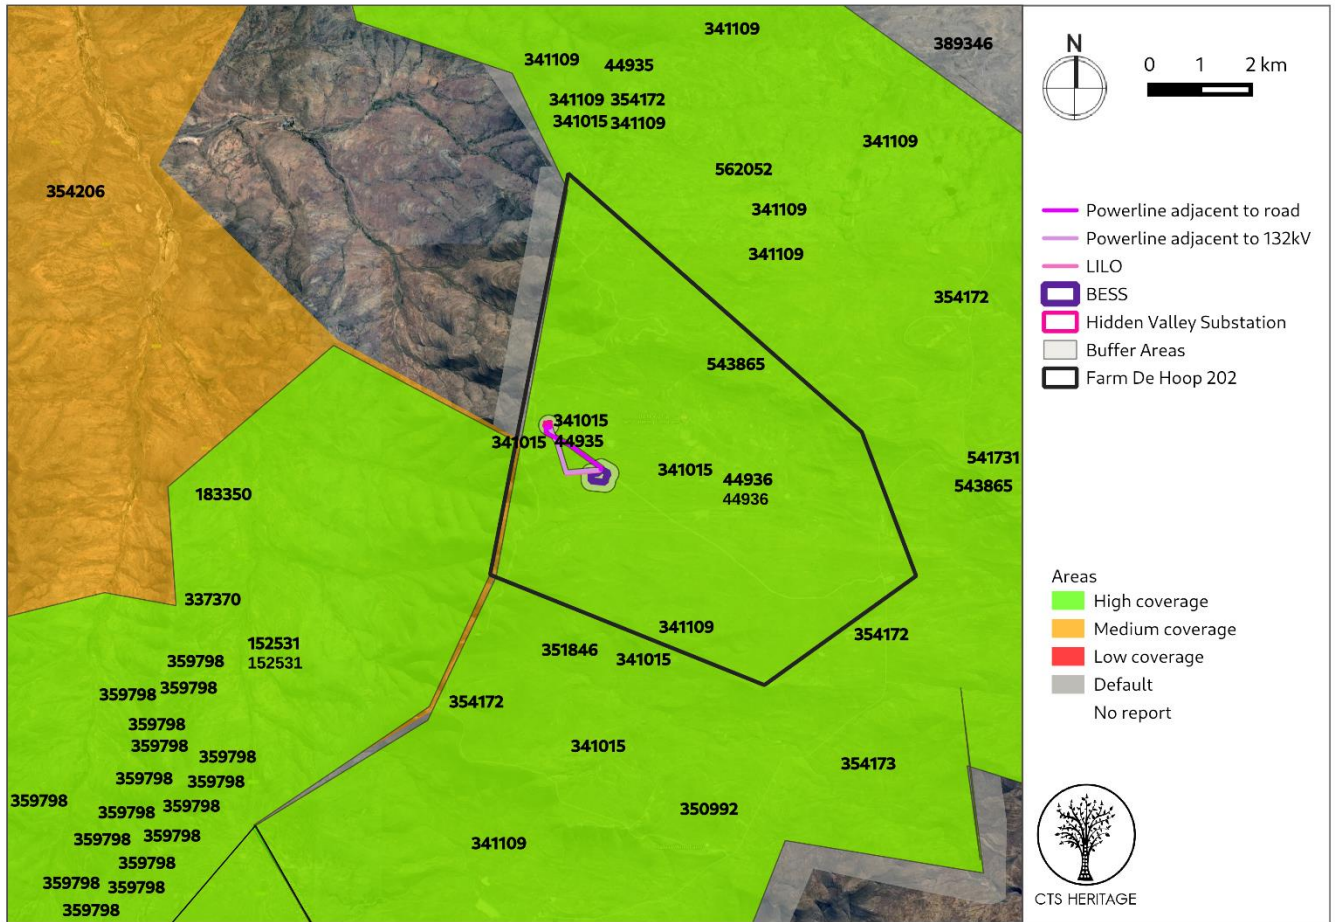 341109
389346
341109 44935
341109 354172
341015 341109
341109
562052
354206
341109
341109
354172
543865
341015
341015 44935
541731
341015
44936
543865
183350
44936
337370
341109
354172
152531
351846
341015
359798
152531
359798 359798
354172
359798
359798
341015
359798
354173
359798 359798
359798
359798 359798
350992
359798 359798
341109
359798
359798 359798
359798
N
0 1 2 km
Powerline adjacent to road
Powerline adjacent to 132kV
LILO
BESS
Hidden Valley Substation
Buffer Areas
Farm De Hoop 202
Areas
High coverage
Medium coverage
Low coverage
Default
No report
CTS HERITAGE